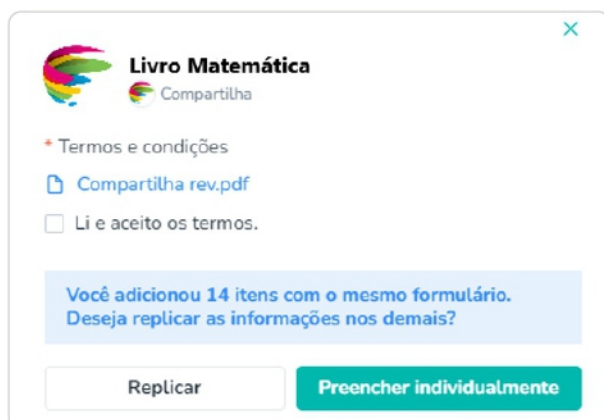 Livro Matemática
Compartilha
* Termos e condições
Compartilha rev.pdf
Li e aceito os termos.
Você adicionou 14 itens com o mesmo formulário.
Deseja replicar as informações nos demais?
Replicar
Preencher individualmente